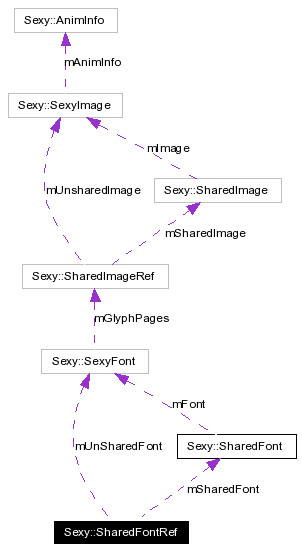 Sexy::AnimInfo
mAnimInfo
Sexy::SexyImage
mImage
mUnsharedImage
Sexy::SharedImage
mSharedImage
Sexy::SharedImageRef
mGlyphPages
Sexy::SexyFont
mFont
mUnSharedFont
Sexy::SharedFont
mSharedFont
Sexy::SharedFontRef